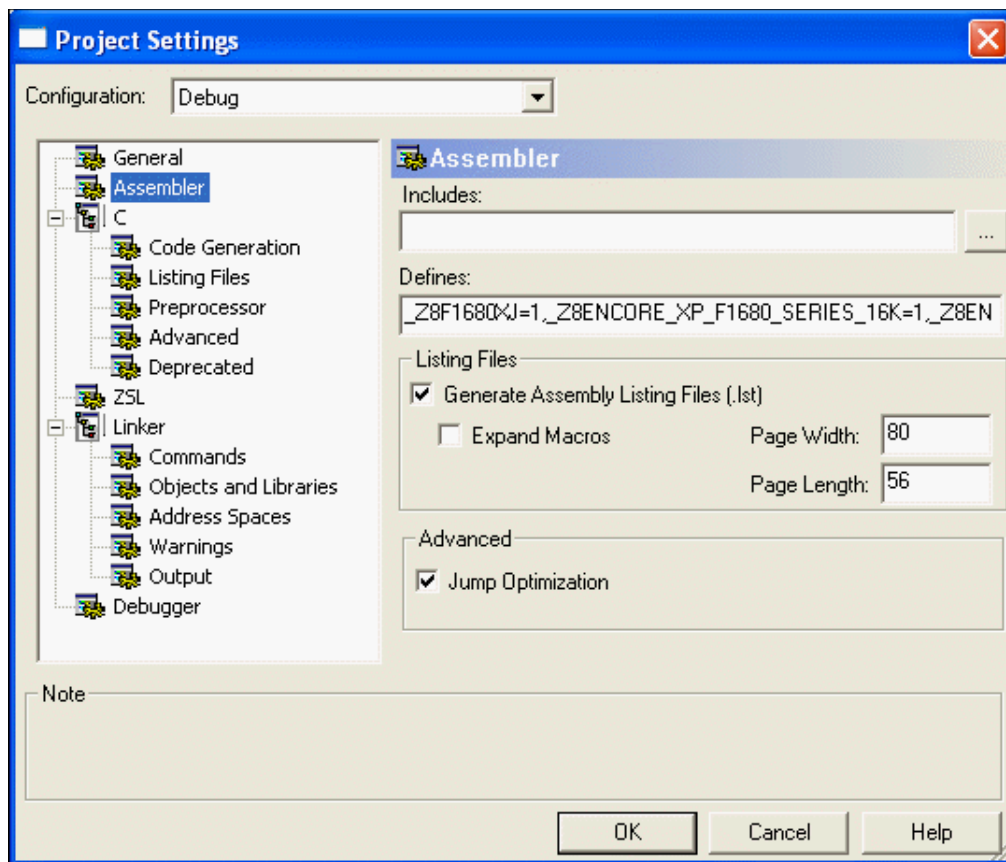 Project Settings
Configuration: Debug
General
Assembler
C
Code Generation
Listing Files
Preprocessor
Advanced
Deprecated
ZSL
Linker
Commands
Objects and Libraries
Address Spaces
Warnings
Output
Debugger
Assembler
Includes:
...
Defines:
_Z8F1680XJ=1,_Z8ENCORE_XP_F1680_SERIES_16K=1,_Z8EN
Listing Files
Generate Assembly Listing Files (.lst)
Expand Macros Page Width: 80
Page Length: 56
Advanced
Jump Optimization
Note
OK Cancel Help